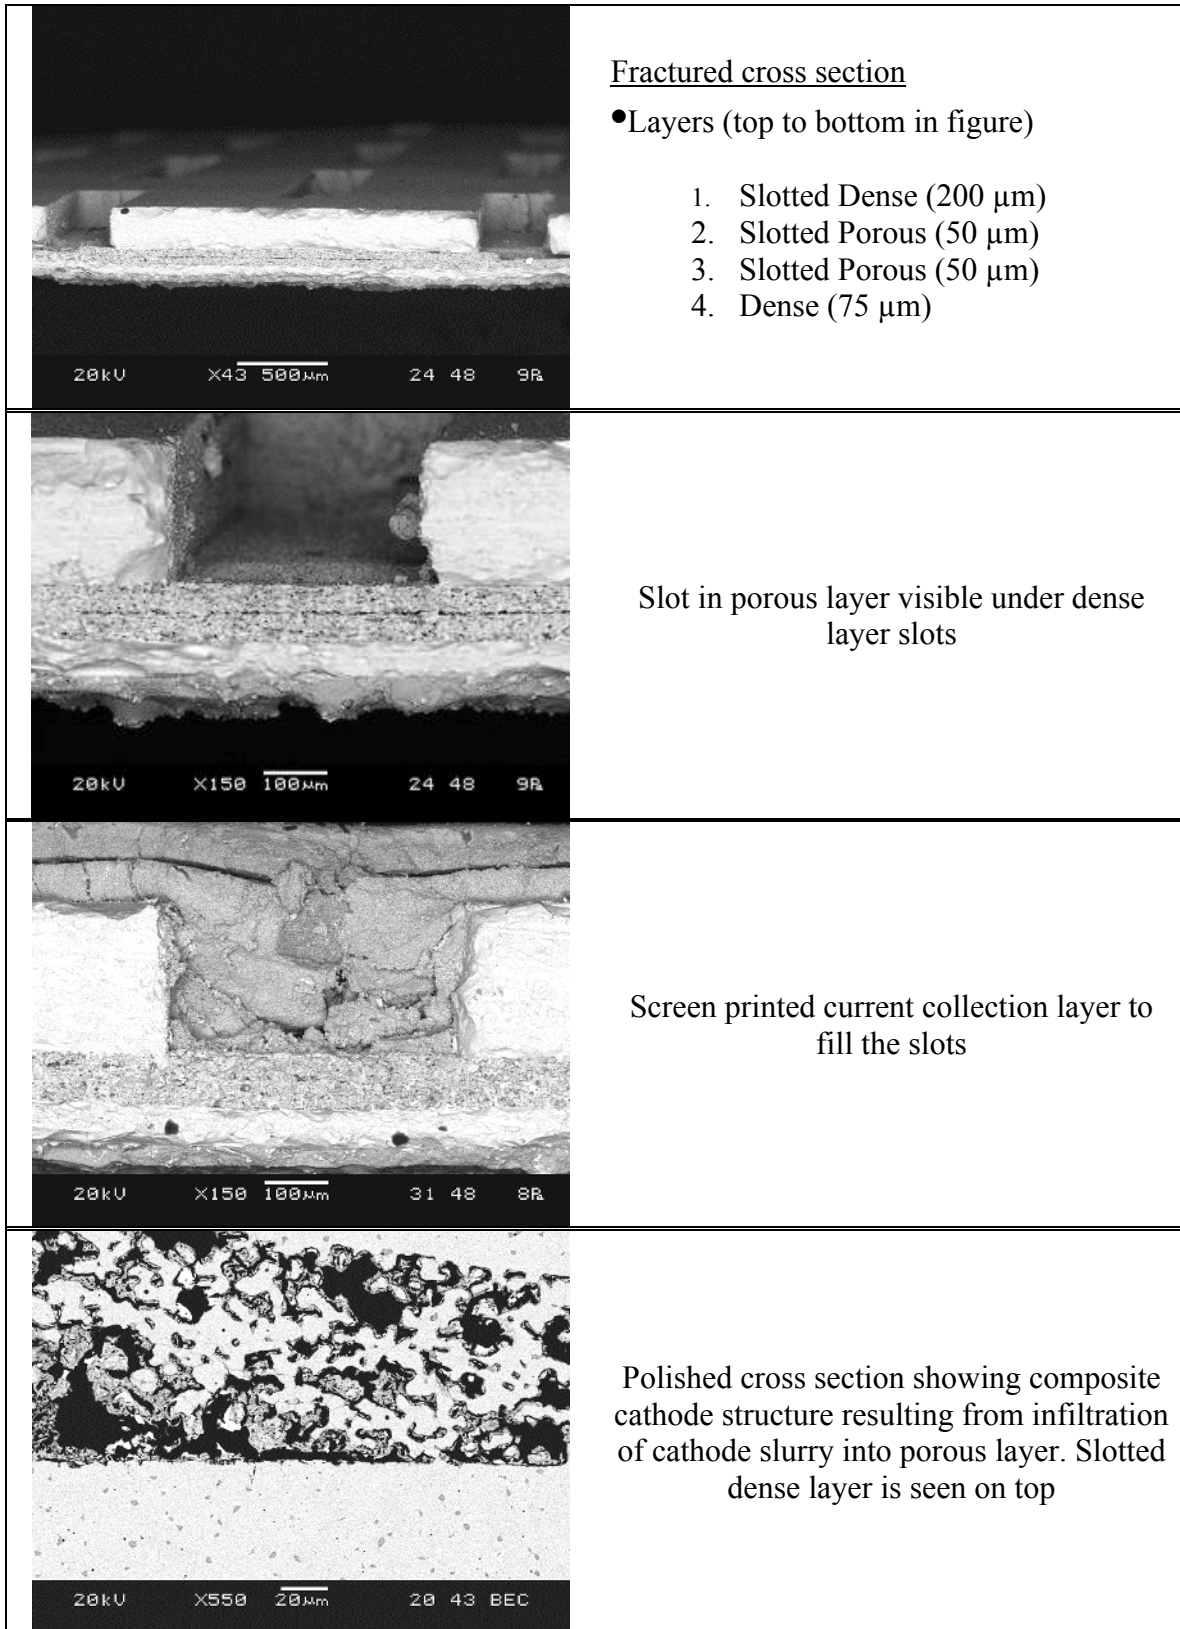 Fractured cross section
•Layers (top to bottom in figure)
1. Slotted Dense (200 µm)
2. Slotted Porous (50 µm)
3. Slotted Porous (50 µm)
4. Dense (75 µm)
20kV X43 500µm 24 48
Slot in porous layer visible under dense
layer slots
20kV X150 100µm 24 48
Screen printed current collection layer to
fill the slots
20kV X150 100µm 31 48
Polished cross section showing composite
cathode structure resulting from infiltration
of cathode slurry into porous layer. Slotted
dense layer is seen on top
20kV X550 20µm 20 43 BEC